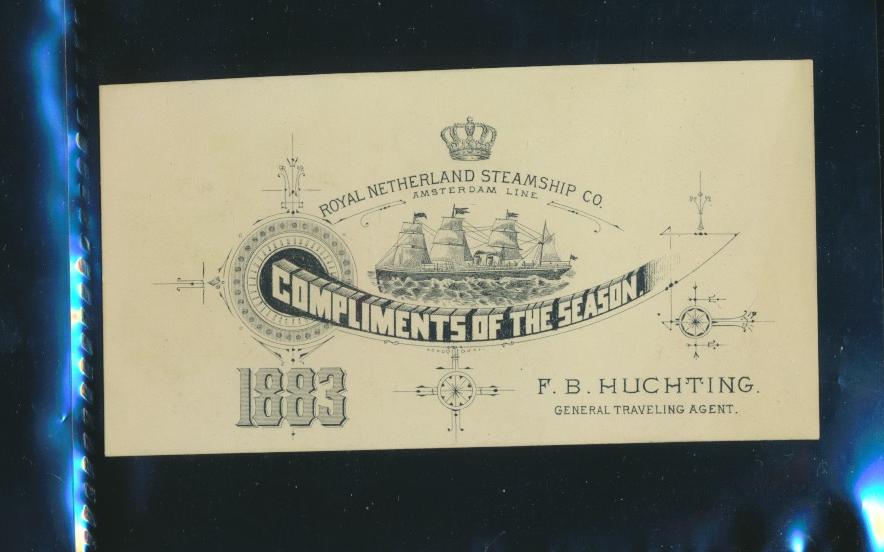 ROYAL NETHERLAND STEAMSHIP CO.
AMSTERDAM LINE.
COMPLIMENTS OF THE SEASON.
1883
F. B. HUCHTING.
GENERAL TRAVELING AGENT.